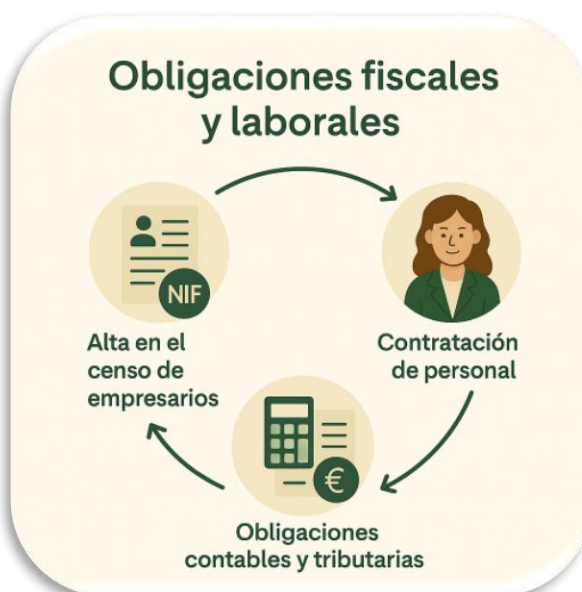 Obligaciones fiscales
y laborales
NIF
Alta en el
censo de
empresarios
Contratación
de personal
€
Obligaciones
contables y tributarias